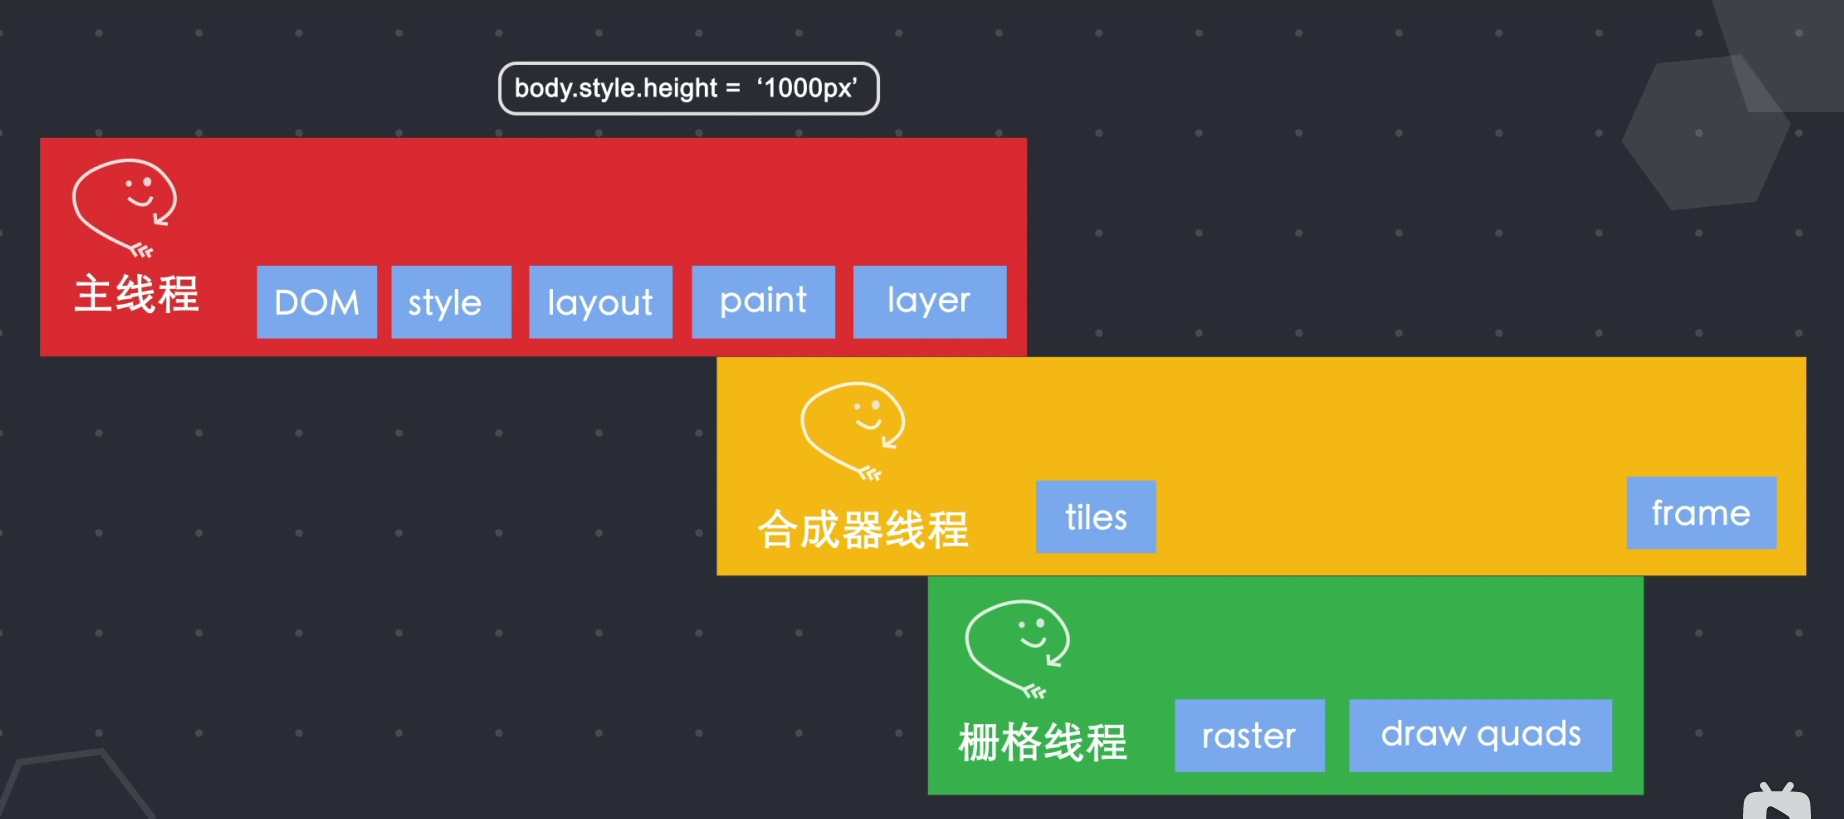 body.style.height = ‘1000px’
主线程
DOM
style
layout
paint
layer
合成器线程
tiles
frame
栅格线程
raster
draw quads